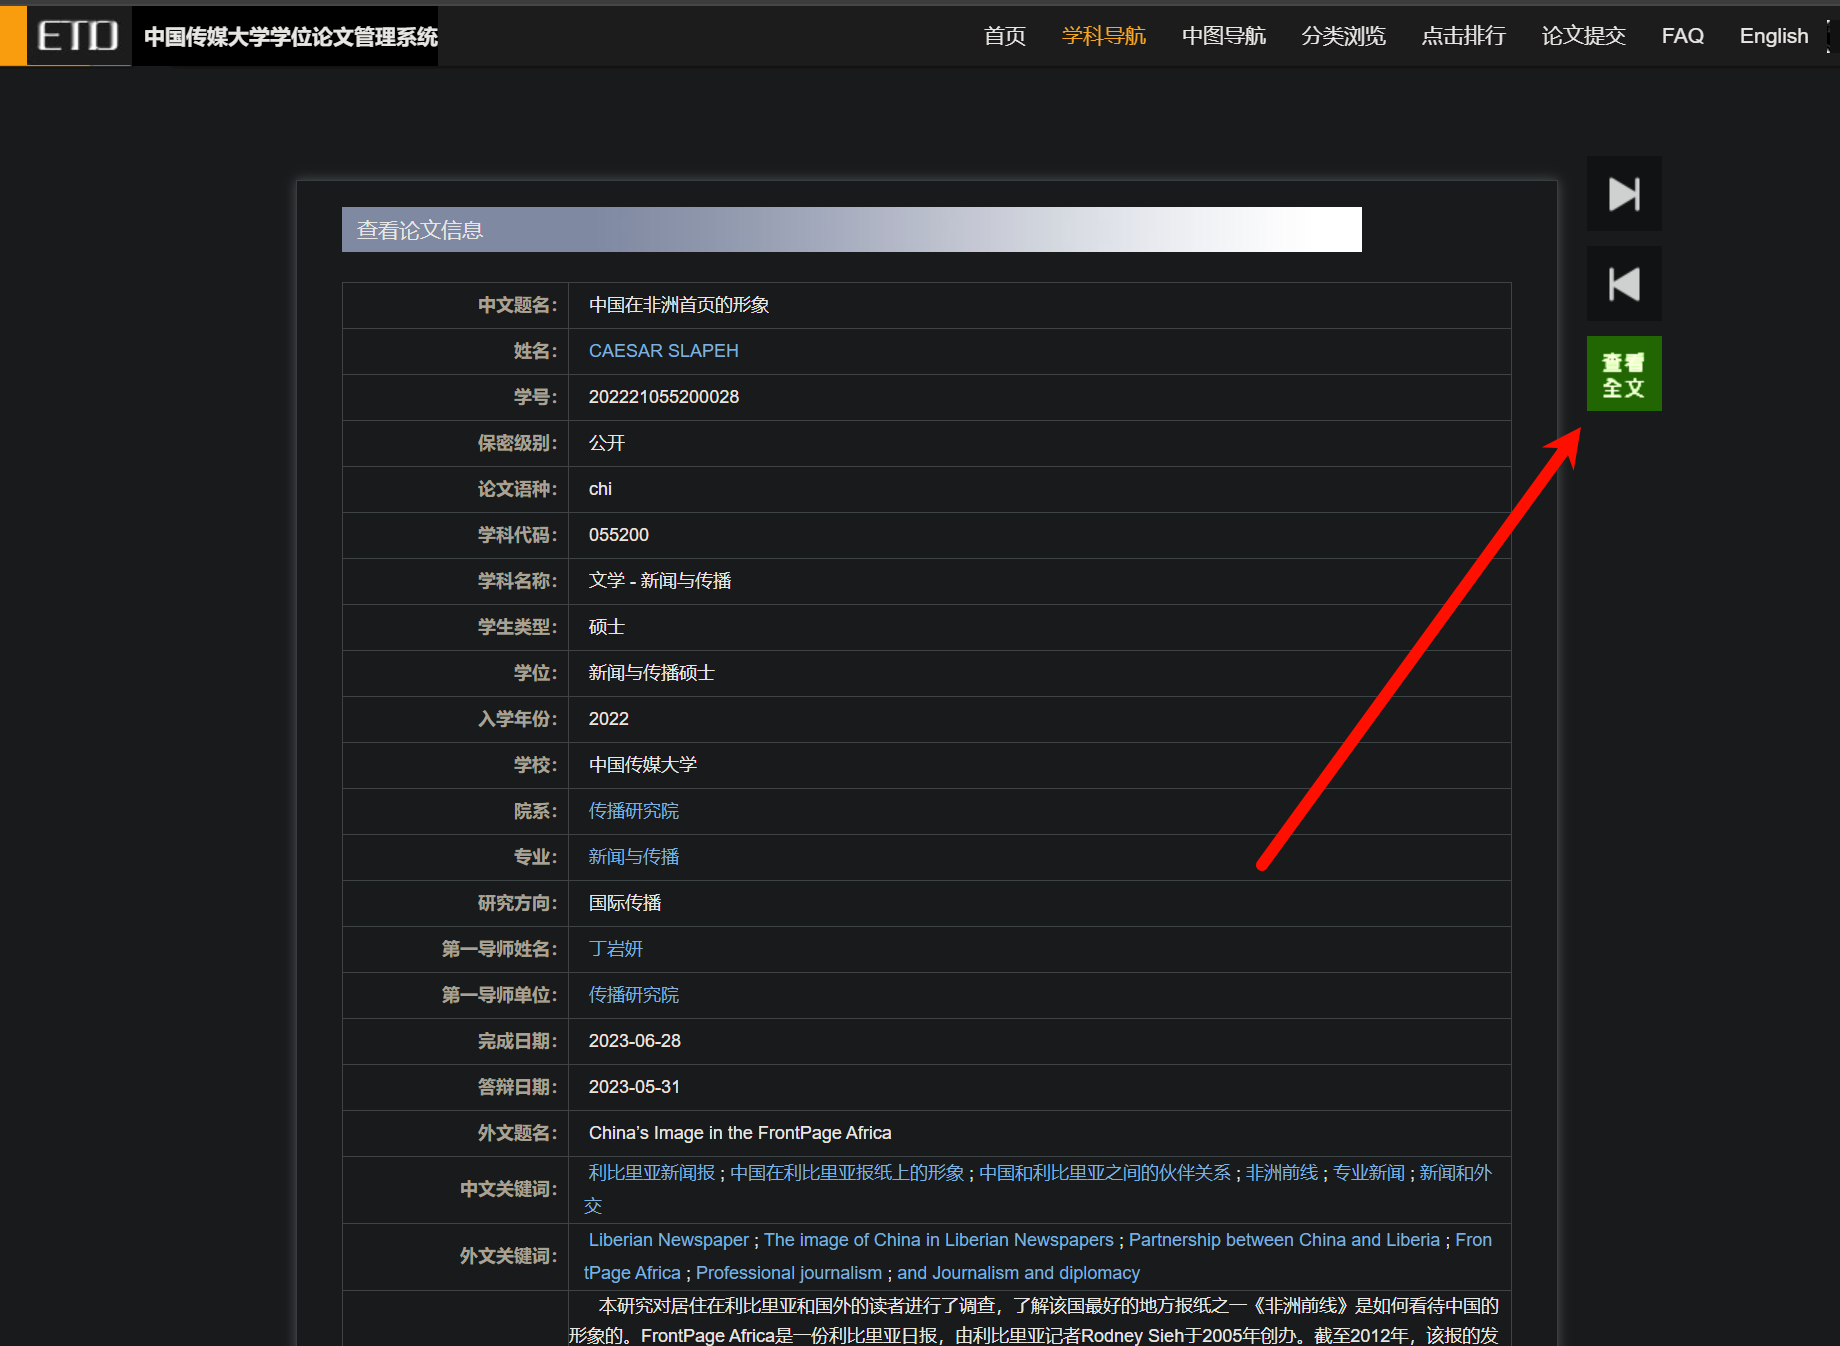 ETD 中国传媒大学学位论文管理系统 首页 学科导航 中图导航 分类浏览 点击排行 论文提交 FAQ English
查看论文信息
中文题名： 中国在非洲首页的形象
姓名： CAESAR SLAPEH
学号： 202221055200028
保密级别： 公开
论文语种： chi
学科代码： 055200
学科名称： 文学 - 新闻与传播
学生类型： 硕士
学位： 新闻与传播硕士
入学年份： 2022
学校： 中国传媒大学
院系： 传播研究院
专业： 新闻与传播
研究方向： 国际传播
第一导师姓名： 丁岩妍
第一导师单位： 传播研究院
完成日期： 2023-06-28
答辩日期： 2023-05-31
外文题名： China’s Image in the FrontPage Africa
中文关键词： 利比里亚新闻报 ; 中国在利比里亚报纸上的形象 ; 中国和利比里亚之间的伙伴关系 ; 非洲前线 ; 专业新闻 ; 新闻和外
交
外文关键词： Liberian Newspaper ; The image of China in Liberian Newspapers ; Partnership between China and Liberia ; Fron
tPage Africa ; Professional journalism ; and Journalism and diplomacy
本研究对居住在利比里亚和国外的读者进行了调查，了解该国最好的地方报纸之一《非洲前线》是如何看待中国的
形象的。FrontPage Africa是一份利比里亚日报，由利比里亚记者Rodney Sieh于2005年创办。截至2012年，该报的发
查看
全文